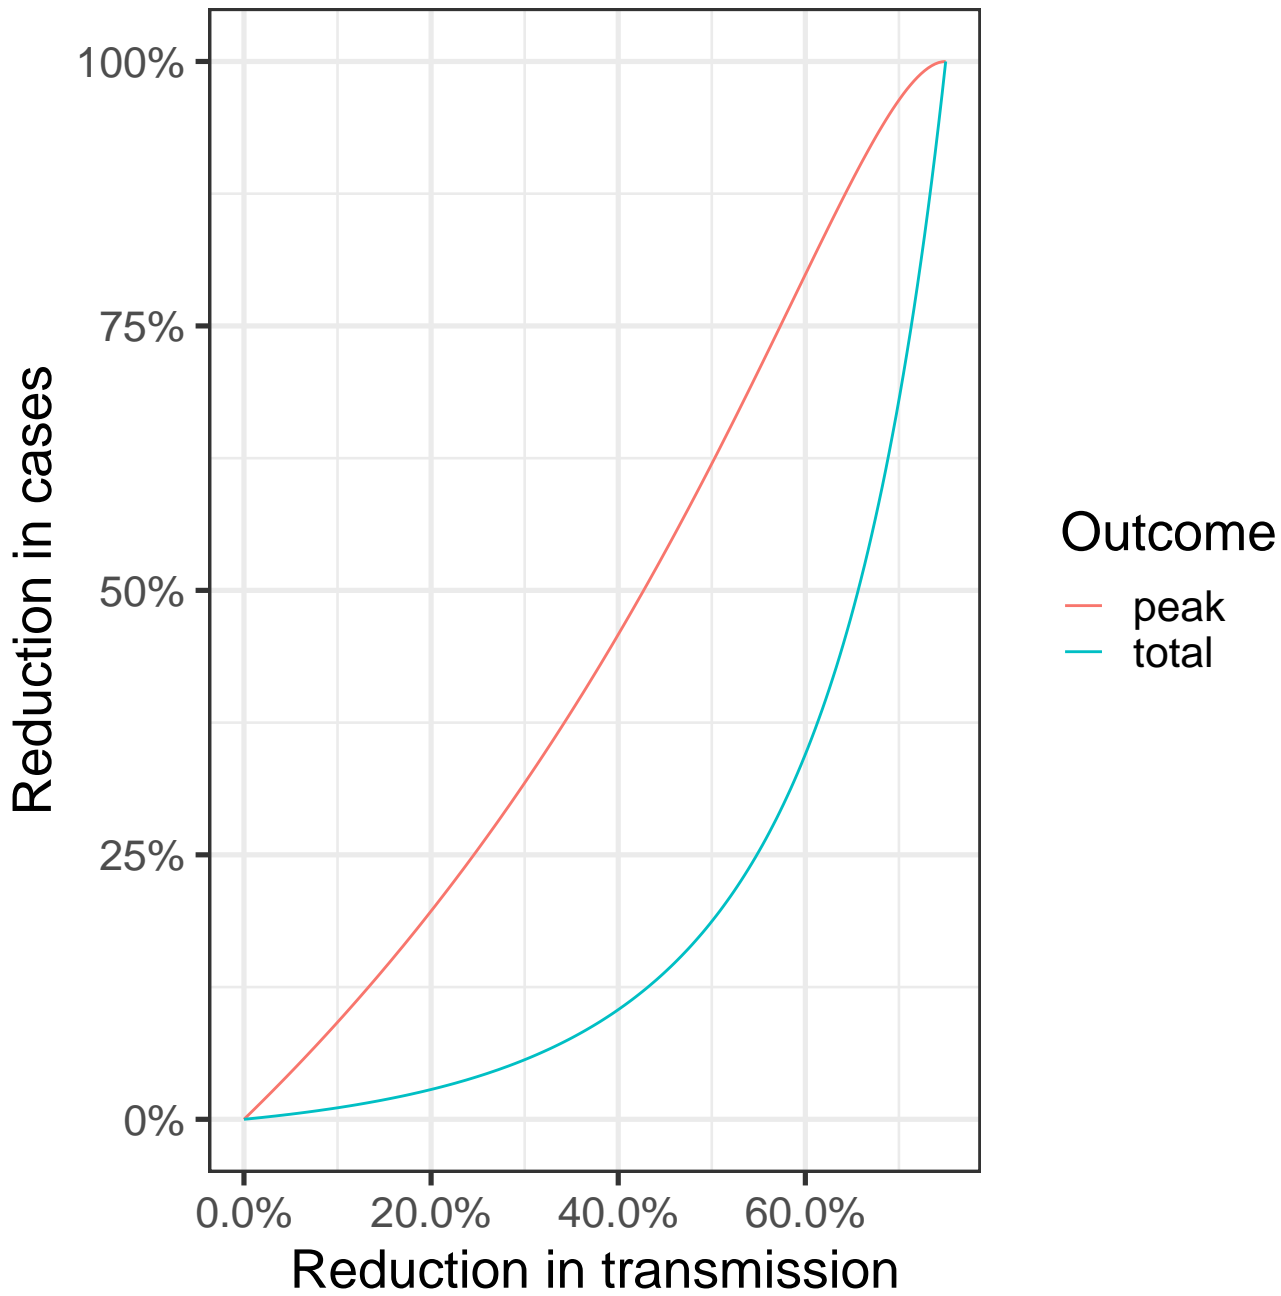 100%
75%
50%
25%
0%
Reduction in cases
0.0% 20.0% 40.0% 60.0%
Reduction in transmission
Outcome
peak
total